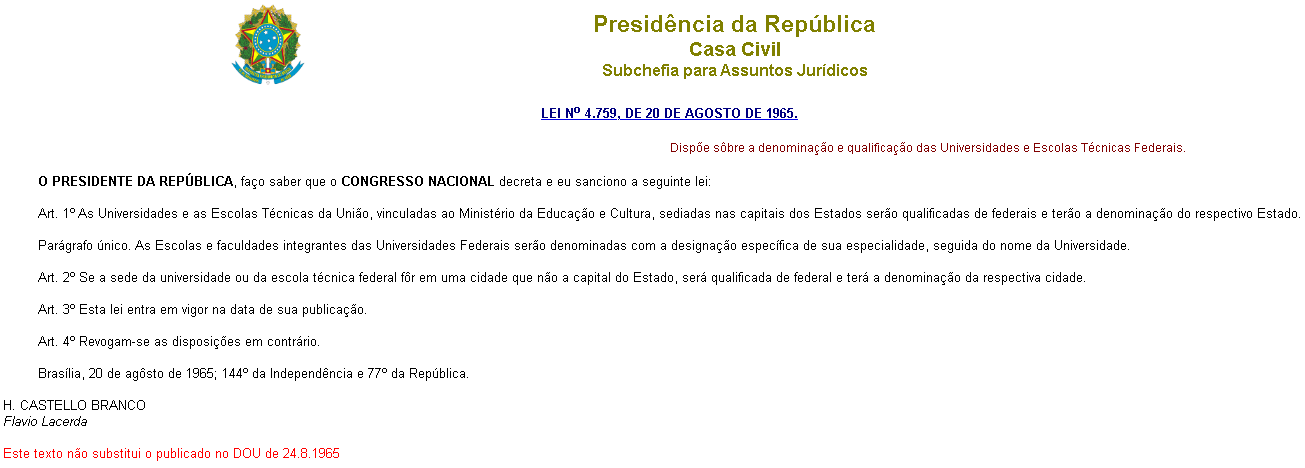 Presidência da República
Casa Civil
Subchefia para Assuntos Jurídicos
LEI Nº 4.759, DE 20 DE AGOSTO DE 1965.
Dispõe sôbre a denominação e qualificação das Universidades e Escolas Técnicas Federais.
O PRESIDENTE DA REPÚBLICA, faço saber que o CONGRESSO NACIONAL decreta e eu sanciono a seguinte lei:
Art. 1º As Universidades e as Escolas Técnicas da União, vinculadas ao Ministério da Educação e Cultura, sediadas nas capitais dos Estados serão qualificadas de federais e terão a denominação do respectivo Estado.
Parágrafo único. As Escolas e faculdades integrantes das Universidades Federais serão denominadas com a designação específica de sua especialidade, seguida do nome da Universidade.
Art. 2º Se a sede da universidade ou da escola técnica federal fôr em uma cidade que não a capital do Estado, será qualificada de federal e terá a denominação da respectiva cidade.
Art. 3º Esta lei entra em vigor na data de sua publicação.
Art. 4º Revogam-se as disposições em contrário.
Brasília, 20 de agôsto de 1965; 144º da Independência e 77º da República.
H. CASTELLO BRANCO
Flavio Lacerda
Este texto não substitui o publicado no DOU de 24.8.1965